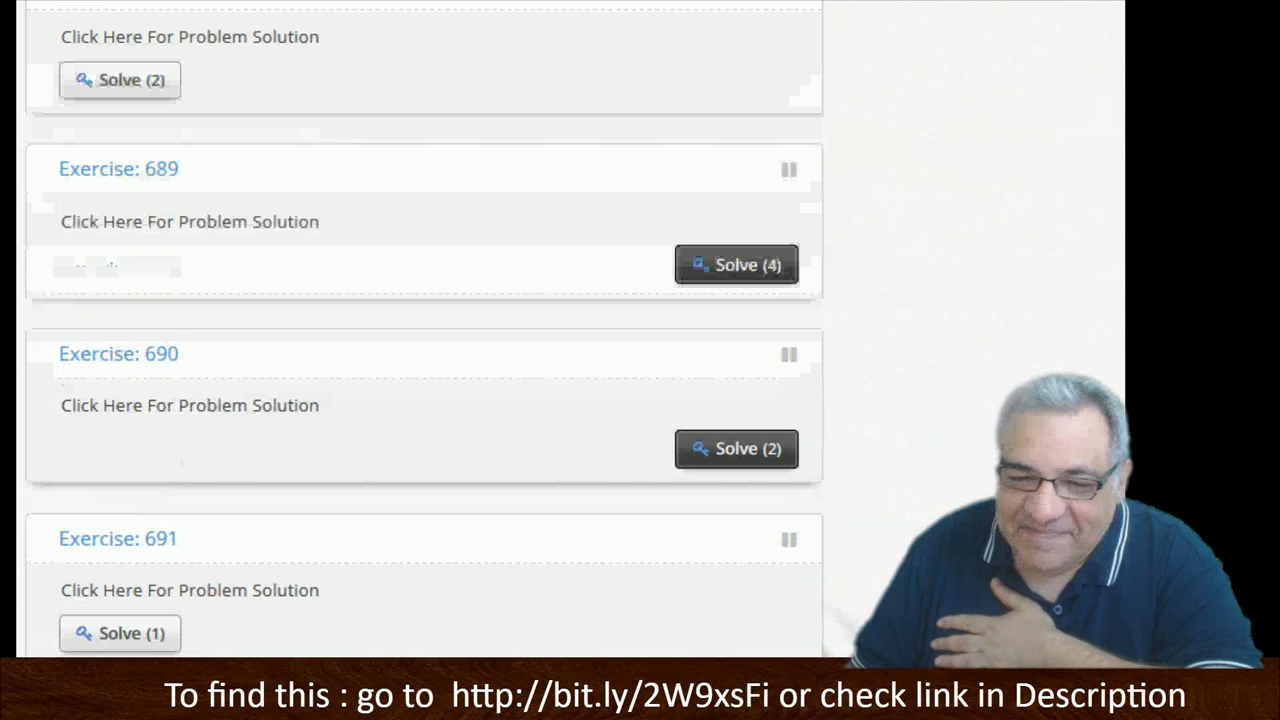 Click Here For Problem Solution
Solve (2)
Exercise: 689
Click Here For Problem Solution
Solve (4)
Exercise: 690
Click Here For Problem Solution
Solve (2)
Exercise: 691
Click Here For Problem Solution
Solve (1)
To find this : go to http://bit.ly/2W9xsFi or check link in Description